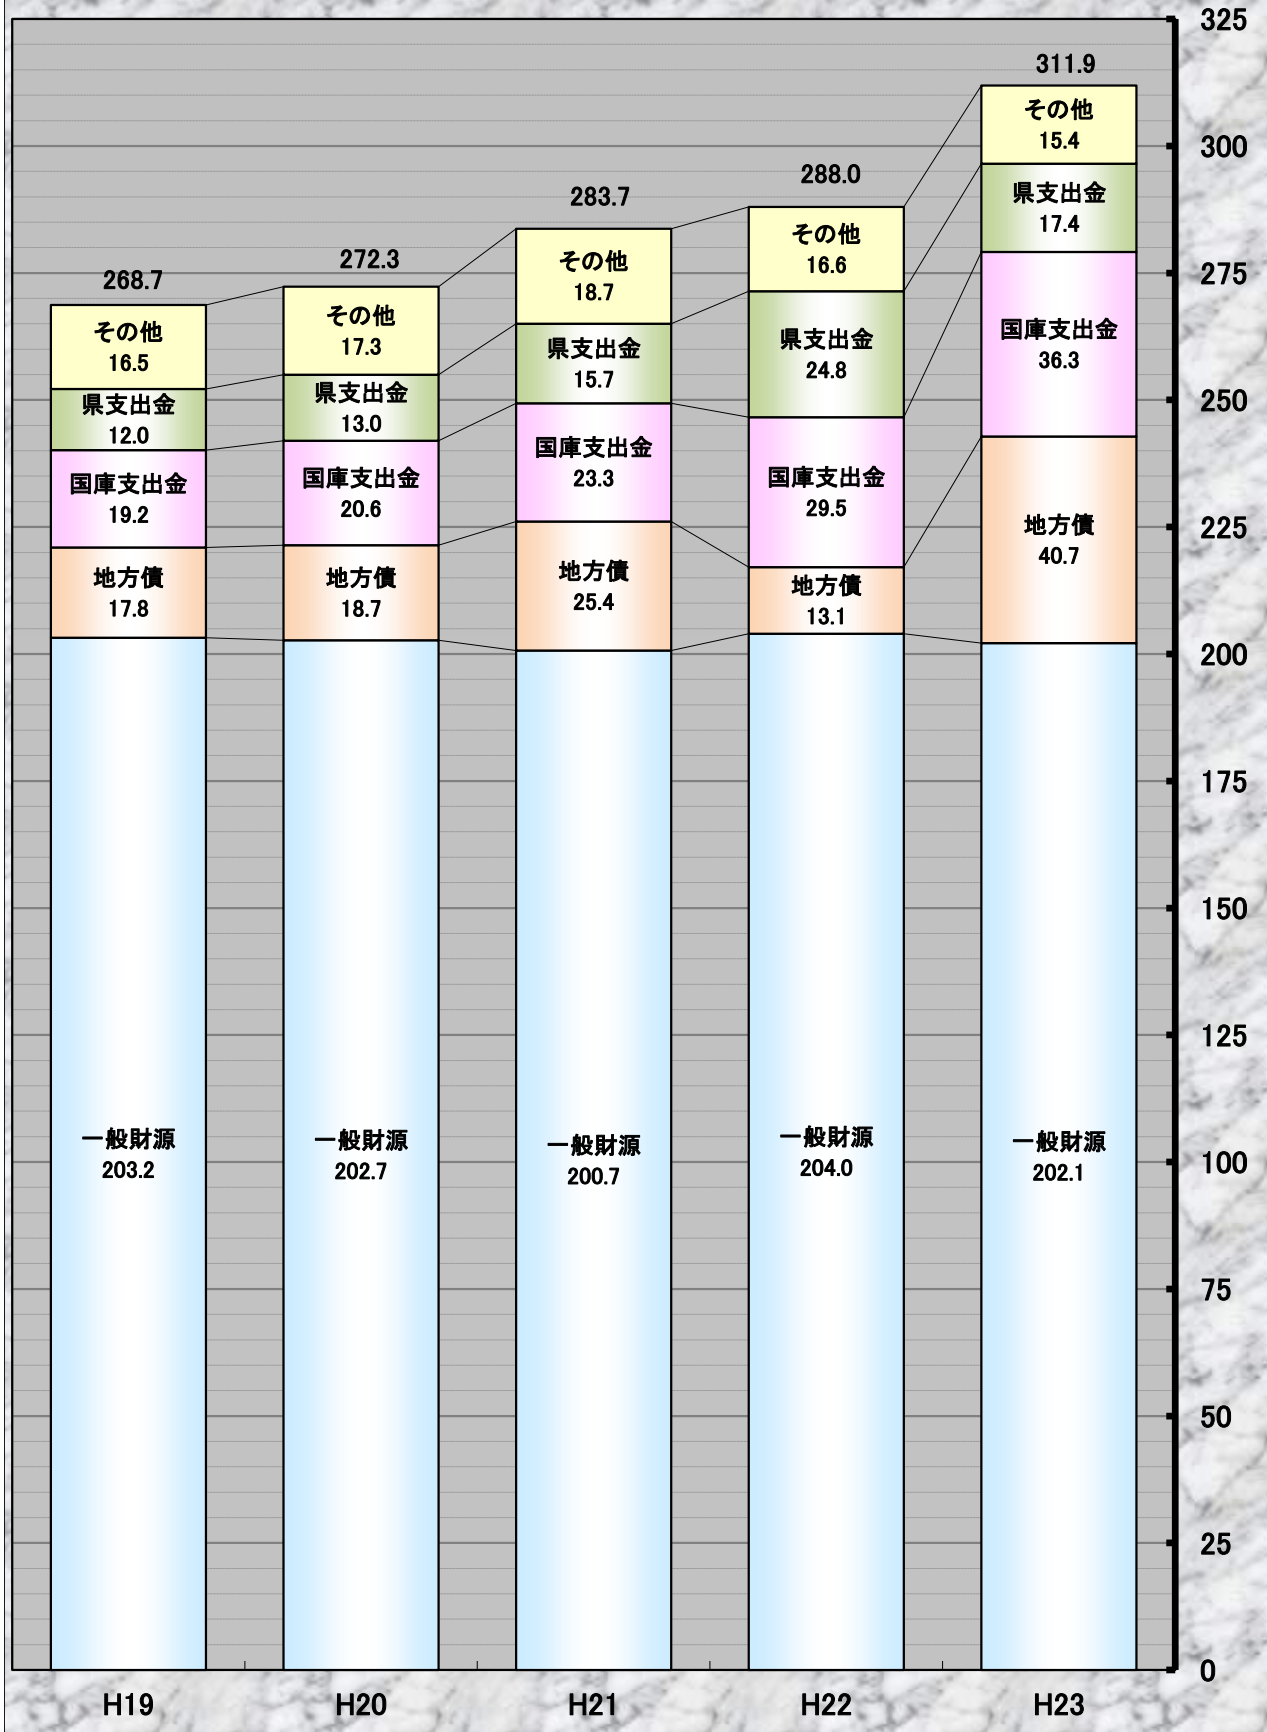 325
300
275
250
225
200
175
150
125
100
75
50
25
0
268.7
その他
16.5
県支出金
12.0
国庫支出金
19.2
地方債
17.8
一般財源
203.2
H19
272.3
その他
17.3
県支出金
13.0
国庫支出金
20.6
地方債
18.7
一般財源
202.7
H20
283.7
その他
18.7
県支出金
15.7
国庫支出金
23.3
地方債
25.4
一般財源
200.7
H21
288.0
その他
16.6
県支出金
24.8
国庫支出金
29.5
地方債
13.1
一般財源
204.0
H22
311.9
その他
15.4
県支出金
17.4
国庫支出金
36.3
地方債
40.7
一般財源
202.1
H23